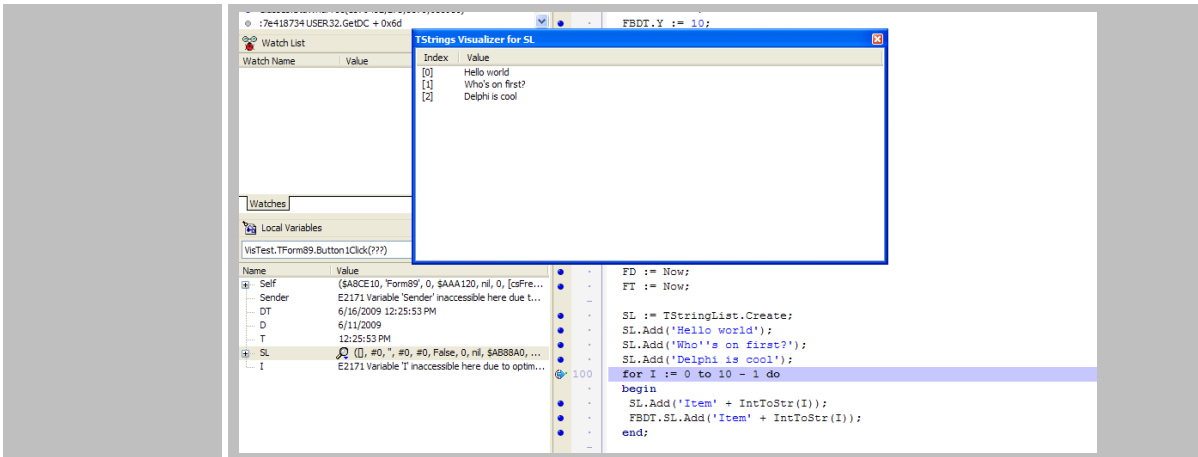 :7e418734 USER32.GetDC + 0x6d
Watch List
Watch Name Value
Watches
Local Variables
VisTest.TForm89.Button1Click(???)
Name Value
Self ($A8CE10, 'Form89', 0, $AAA120, nil, 0, [csFre...
Sender E2171 Variable 'Sender' inaccessible here due t...
DT 6/16/2009 12:25:53 PM
D 6/11/2009
T 12:25:53 PM
SL ([], #0, '', #0, #0, False, 0, nil, $AB88A0, ...
I E2171 Variable 'I' inaccessible here due to optim...
TStrings Visualizer for SL
Index Value
[0] Hello world
[1] Who's on first?
[2] Delphi is cool
FBDT.Y := 10;
FD := Now;
FT := Now;
SL := TStringList.Create;
SL.Add('Hello world');
SL.Add('Who''s on first?');
SL.Add('Delphi is cool');
100 for I := 0 to 10 - 1 do
begin
SL.Add('Item' + IntToStr(I));
FBDT.SL.Add('Item' + IntToStr(I));
end;